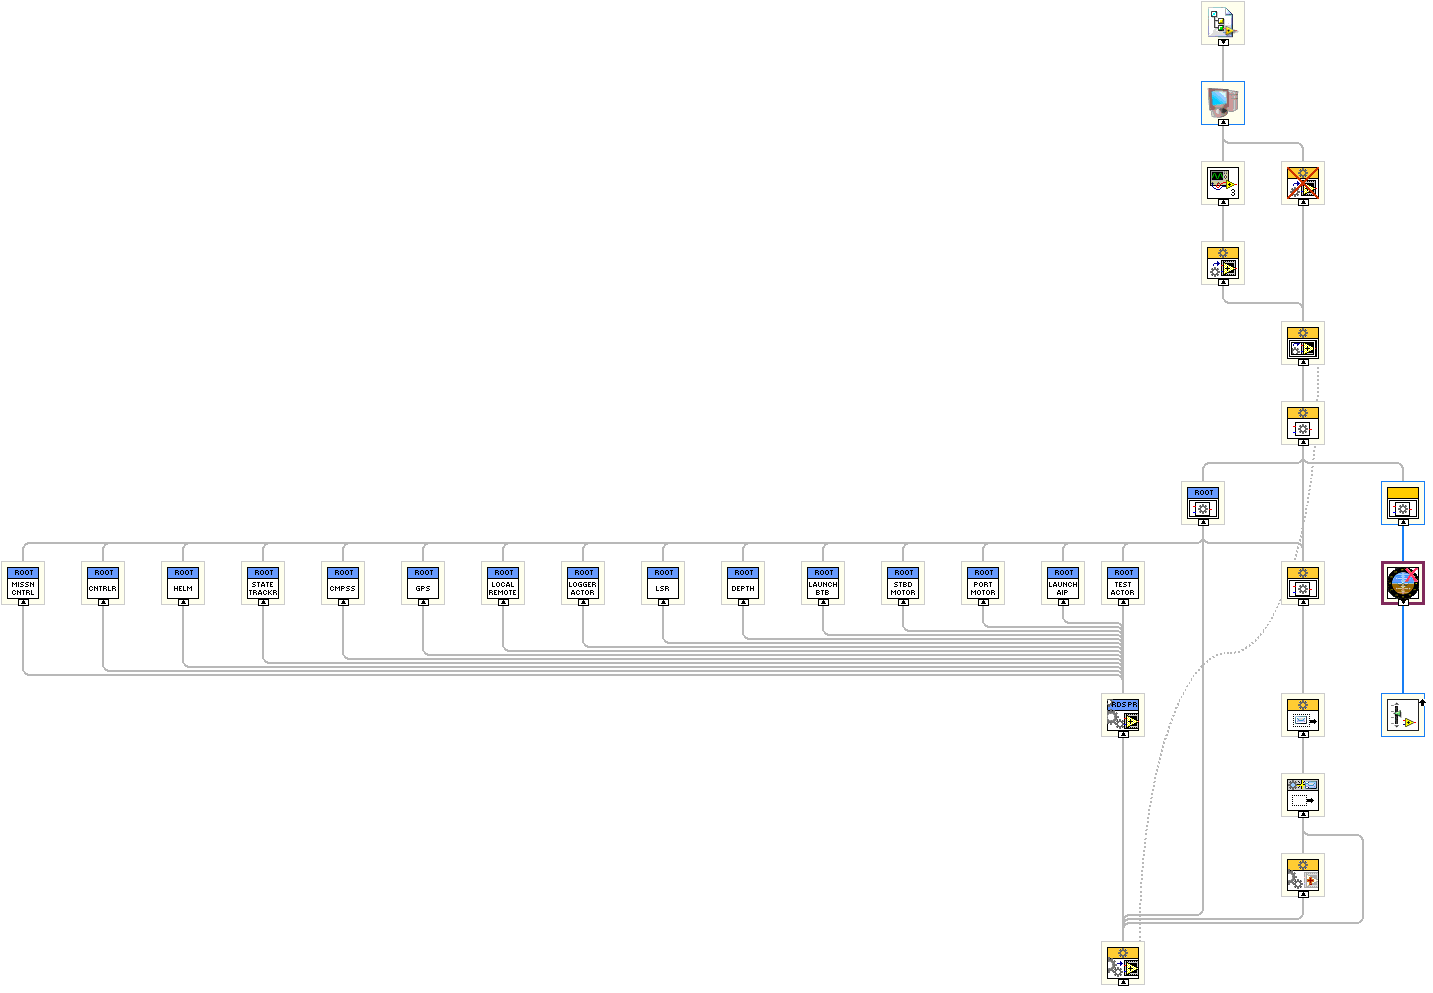 3
ROOT
ROOT
MISSN
CNTRL
ROOT
CNTRLR
ROOT
HELM
ROOT
STATE
TRACKR
ROOT
CMPSS
ROOT
GPS
ROOT
LOCAL
REMOTE
ROOT
LOGGER
ACTOR
ROOT
LSR
ROOT
DEPTH
ROOT
LAUNCH
BTB
ROOT
STBD
MOTOR
ROOT
PORT
MOTOR
ROOT
LAUNCH
AIP
ROOT
TEST
ACTOR
RDSPR